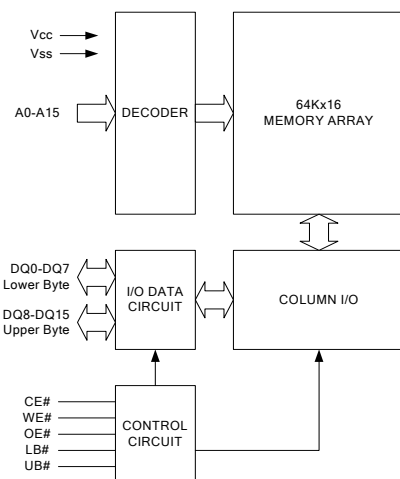 Vcc
Vss
A0-A15
DECODER
64Kx16
MEMORY ARRAY
DQ0-DQ7
Lower Byte
DQ8-DQ15
Upper Byte
I/O DATA
CIRCUIT
COLUMN I/O
CE#
WE#
OE#
LB#
UB#
CONTROL
CIRCUIT